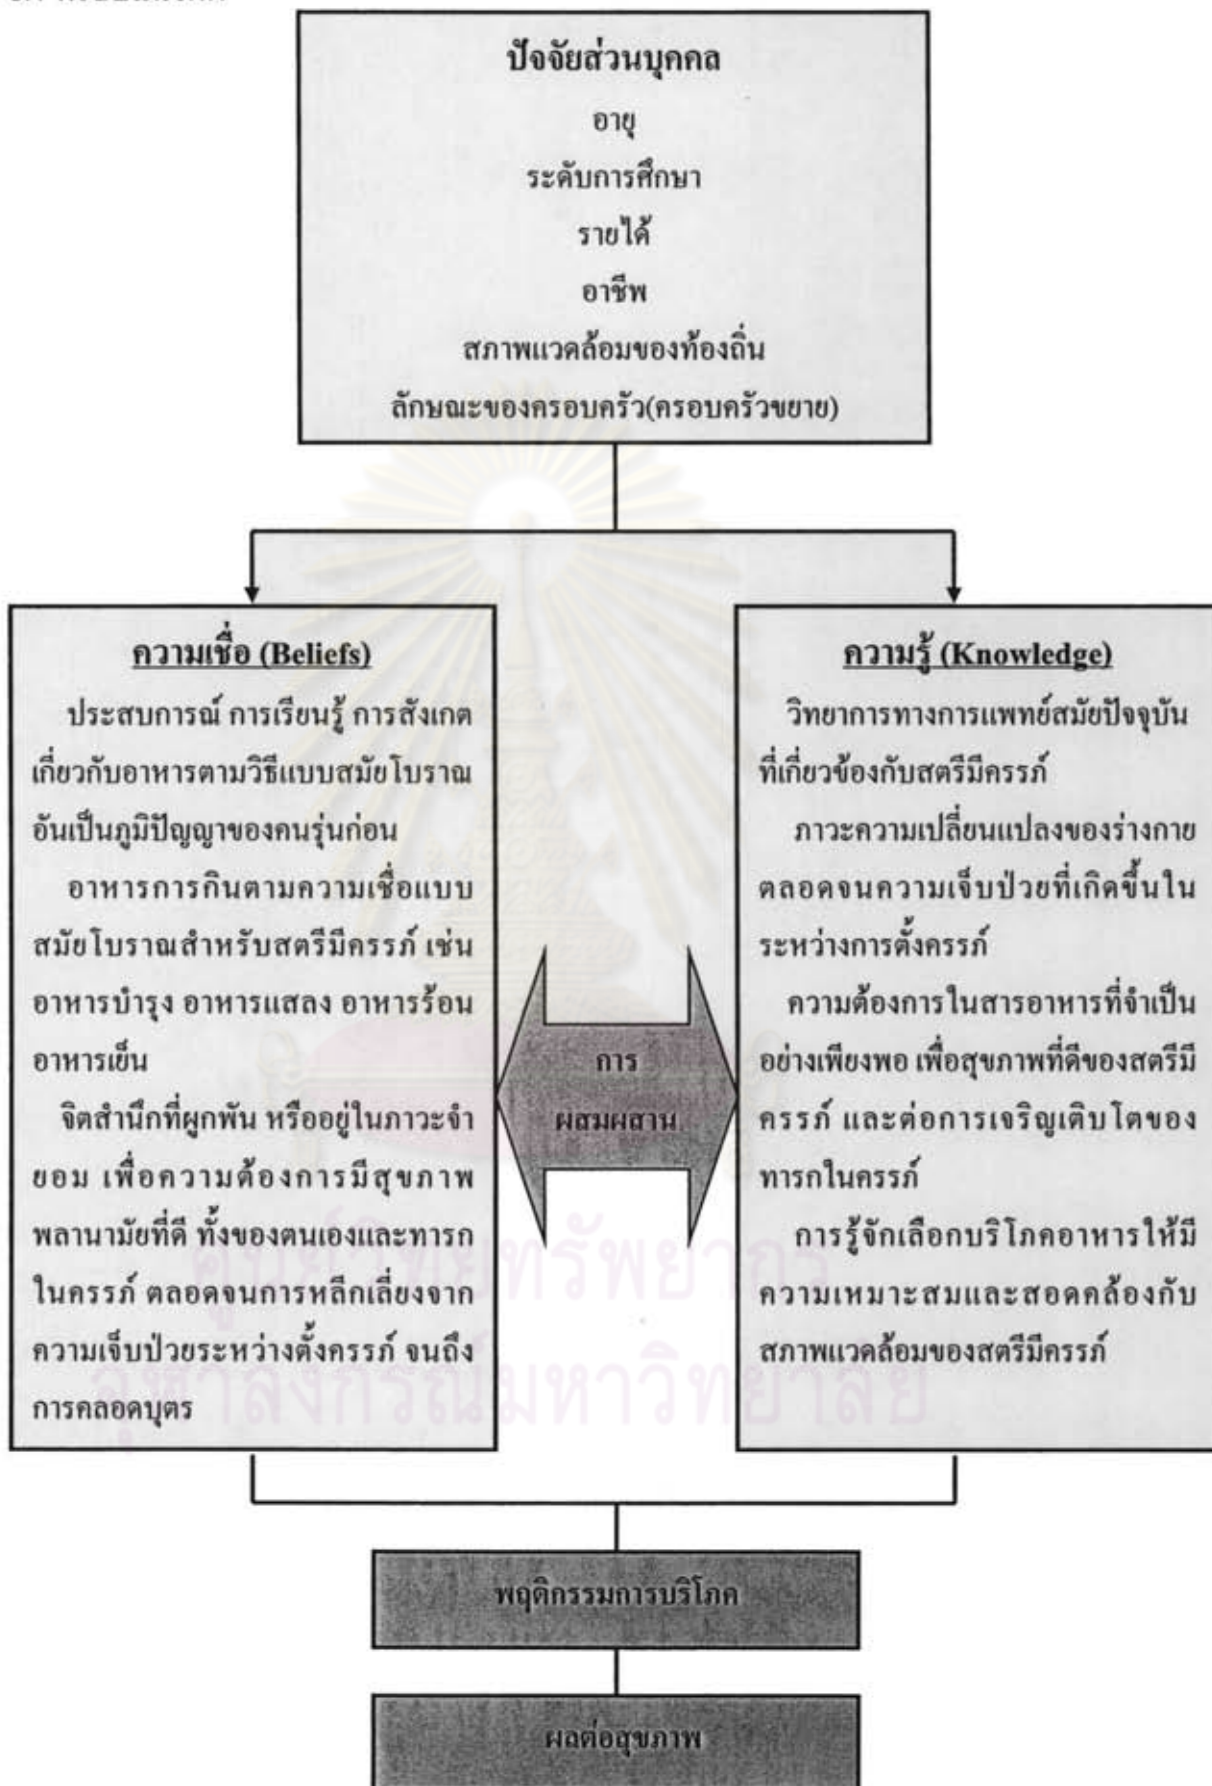 ปัจจัยส่วนบุคคล
อายุ
ระดับการศึกษา
รายได้
อาชีพ
สภาพแวดล้อมของท้องถิ่น
ลักษณะของครอบครัว(ครอบครัวขยาย)
ความเชื่อ (Beliefs)
ประสบการณ์ การเรียนรู้ การสังเกต
เกี่ยวกับอาหารตามวิธีแบบสมัยโบราณ
อันเป็นภูมิปัญญาของคนรุ่นก่อน
อาหารการกินตามความเชื่อแบบ
สมัยโบราณสำหรับสตรีมีครรภ์ เช่น
อาหารบำรุง อาหารแสลง อาหารร้อน
อาหารเย็น
จิตสำนึกที่ผูกพัน หรืออยู่ในภาวะจำ
ยอม เพื่อความต้องการมีสุขภาพ
พลานามัยที่ดี ทั้งของตนเองและทารก
ในครรภ์ ตลอดจนการหลีกเลี่ยงจาก
ความเจ็บป่วยระหว่างตั้งครรภ์ จนถึง
การคลอดบุตร
การ
ผสมผสาน
ความรู้ (Knowledge)
วิทยาการทางการแพทย์สมัยปัจจุบัน
ที่เกี่ยวข้องกับสตรีมีครรภ์
ภาวะความเปลี่ยนแปลงของร่างกาย
ตลอดจนความเจ็บป่วยที่เกิดขึ้นใน
ระหว่างการตั้งครรภ์
ความต้องการในสารอาหารที่จำเป็น
อย่างเพียงพอ เพื่อสุขภาพที่ดีของสตรีมี
ครรภ์ และต่อการเจริญเติบโตของ
ทารกในครรภ์
การรู้จักเลือกบริโภคอาหารให้มี
ความเหมาะสมและสอดคล้องกับ
สภาพแวดล้อมของสตรีมีครรภ์
ศูนย์วิทยทรัพยากร
จุฬาลงกรณ์มหาวิทยาลัย
พฤติกรรมการบริโภค
ผลต่อสุขภาพ